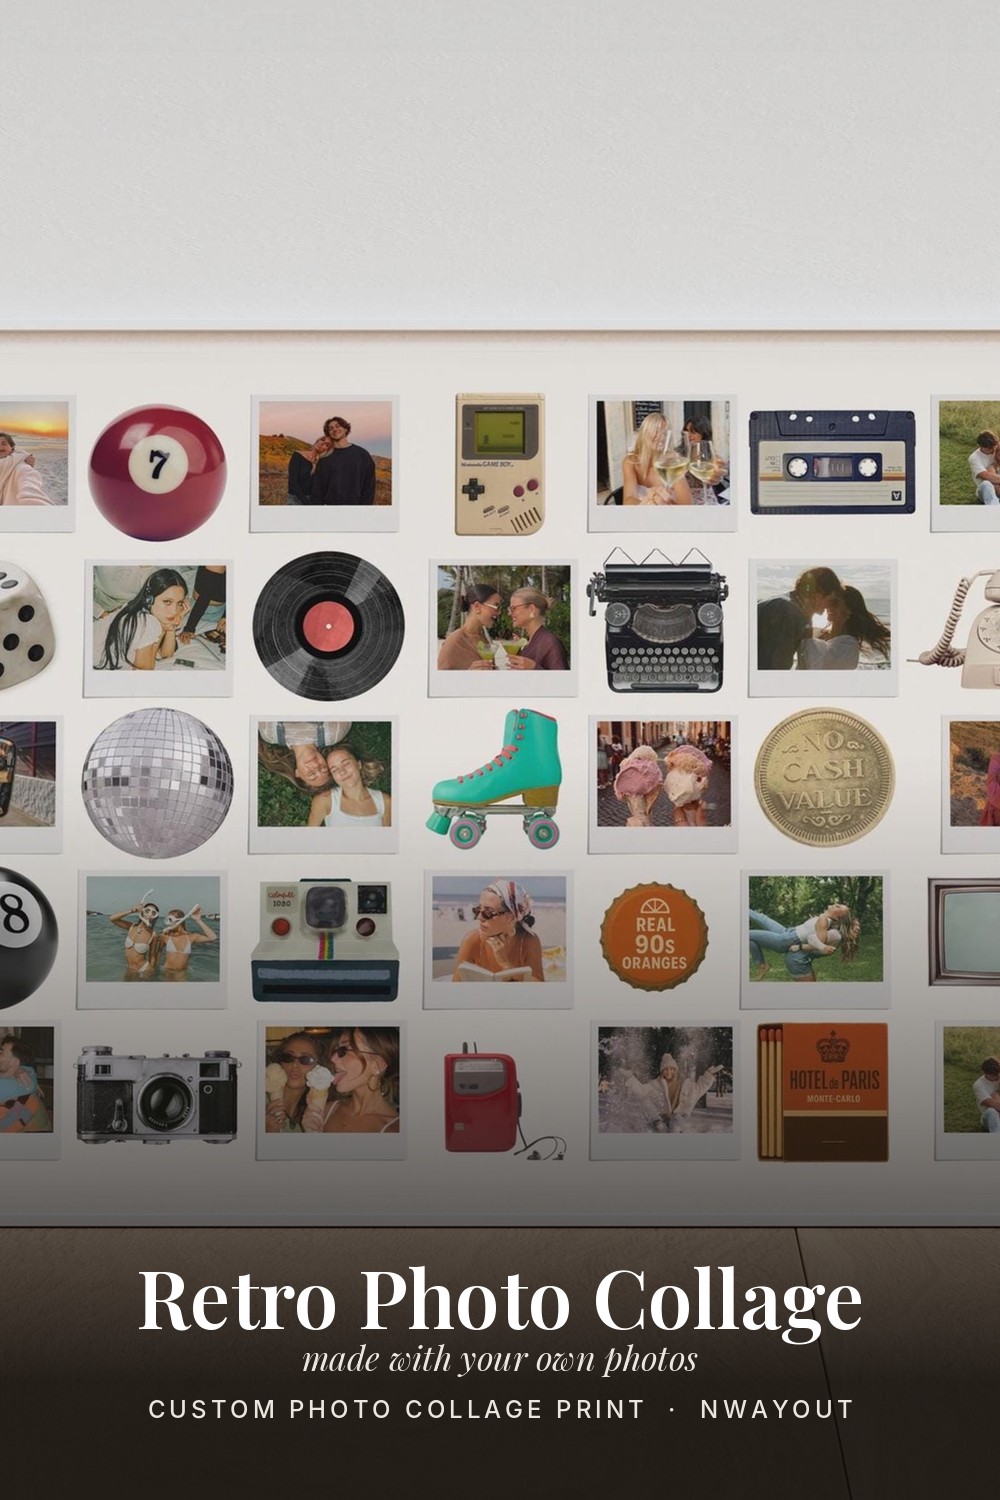 7
Nintendo GAME BOY
NO
CASH
VALUE
8
1030
REAL
90s
ORANGES
HOTEL de PARIS
MONTE-CARLO
Retro Photo Collage
made with your own photos
CUSTOM PHOTO COLLAGE PRINT · NWAYOUT